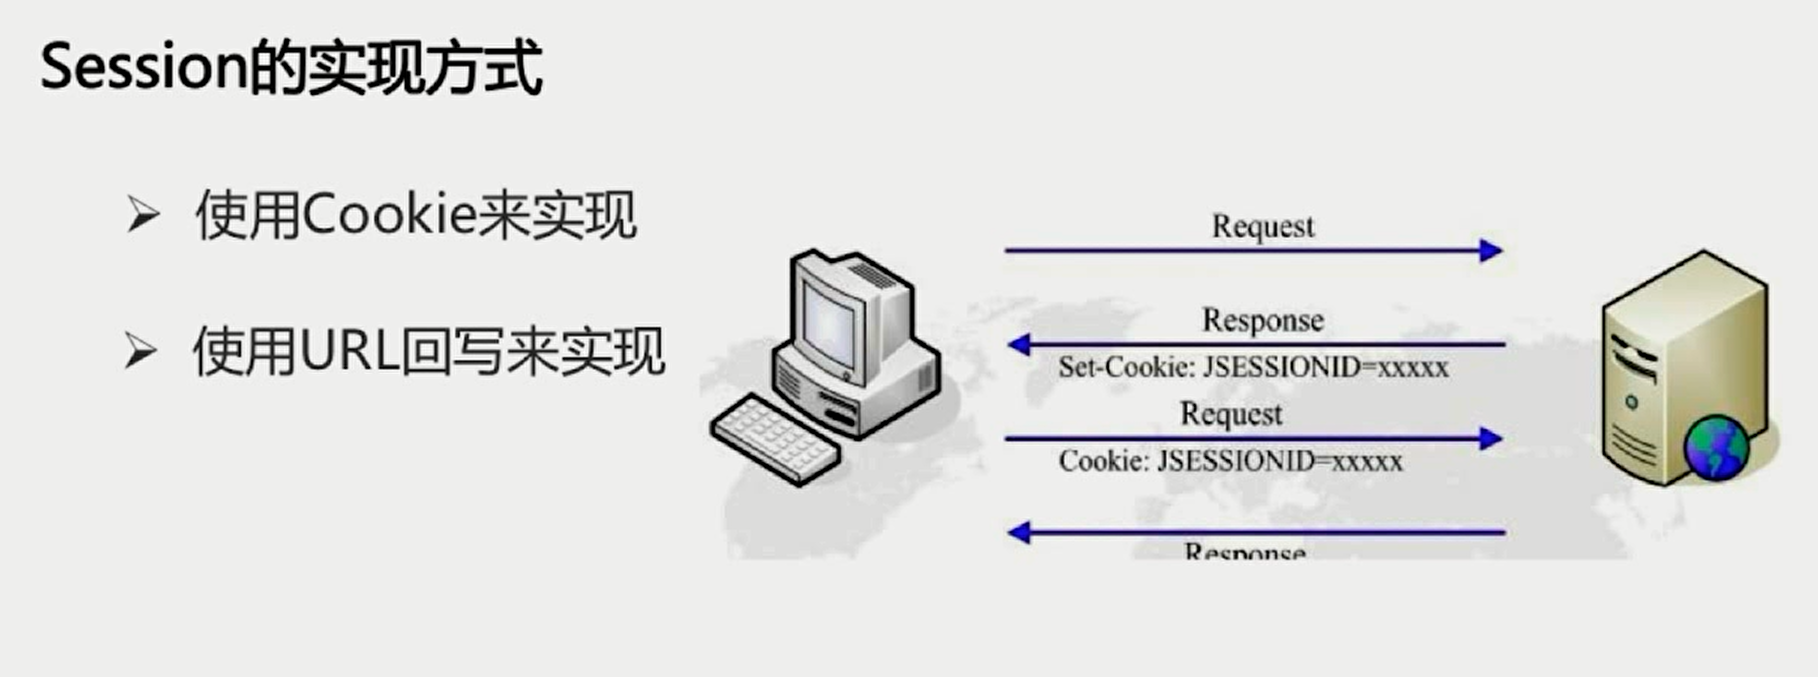 Session的实现方式
使用Cookie来实现
使用URL回写来实现
Request
Response
Set-Cookie: JSESSIONID=xxxxx
Request
Cookie: JSESSIONID=xxxxx
Response